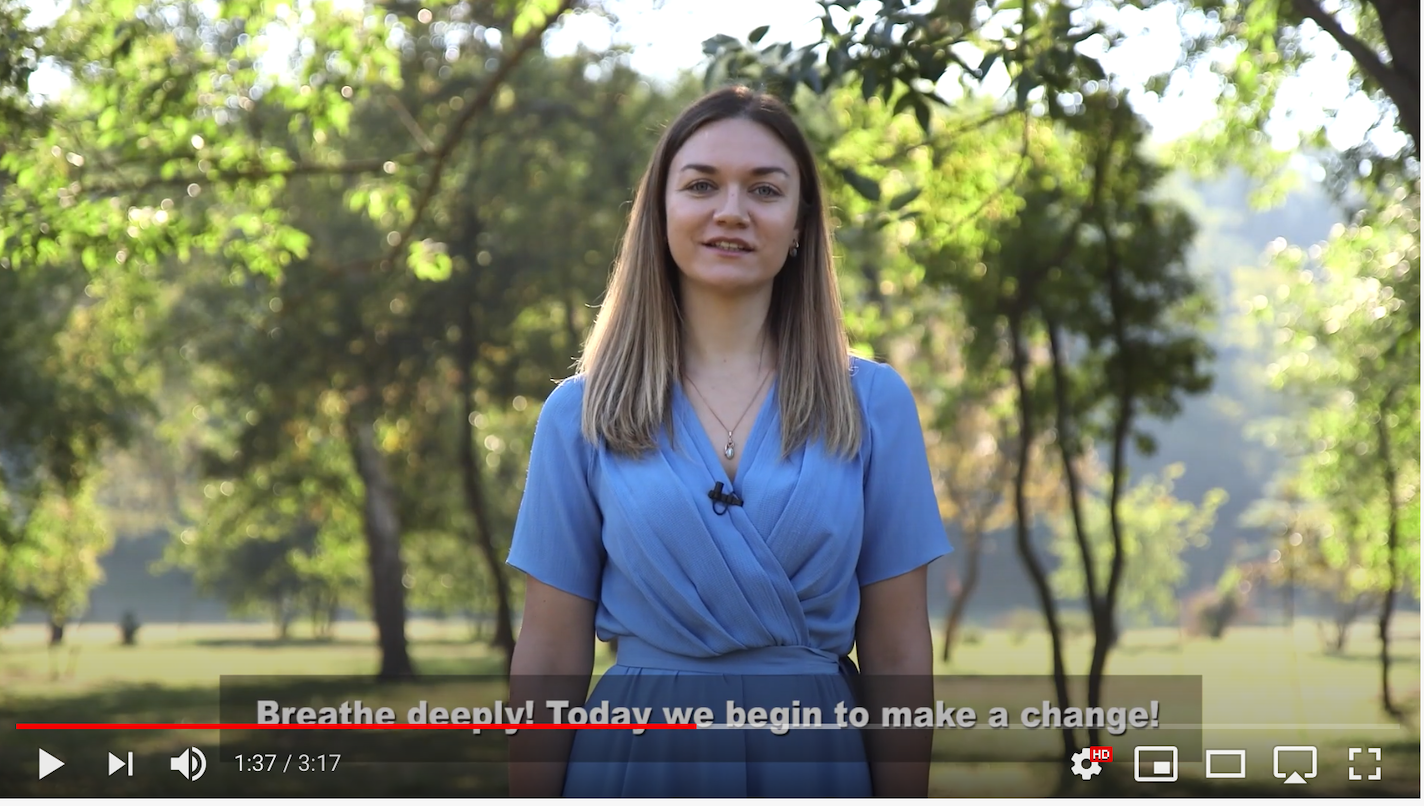 Breathe deeply! Today we begin to make a change!
1:37 / 3:17
HD